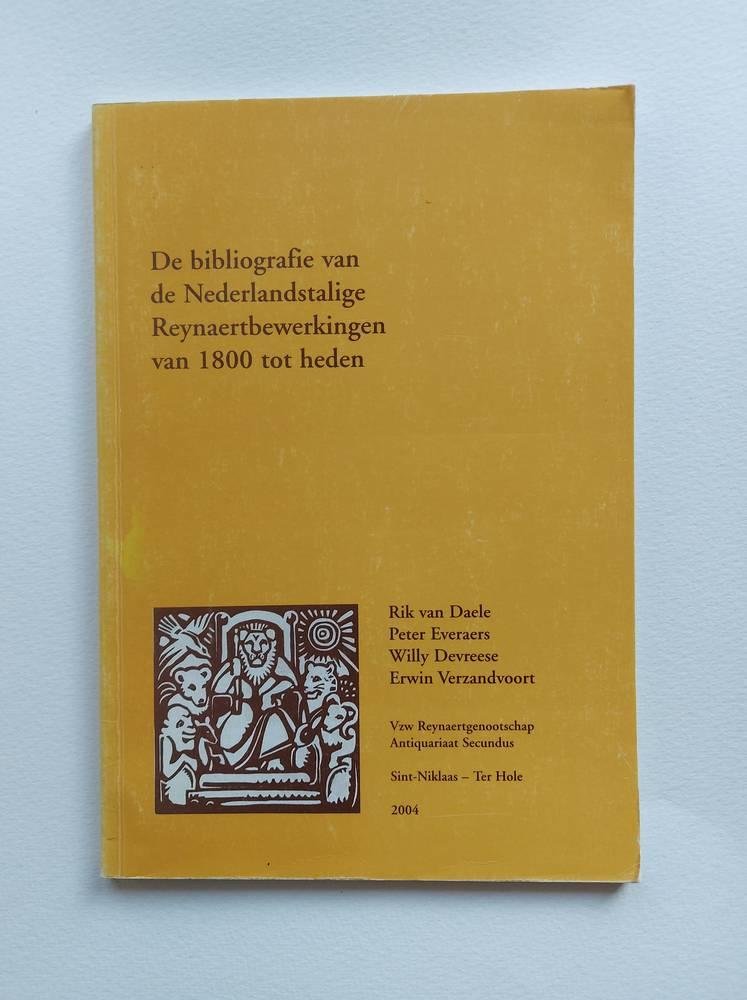 De bibliografie van
de Nederlandstalige
Reynaertbewerkingen
van 1800 tot heden
Rik van Daele
Peter Everaers
Willy Devreese
Erwin Verzandvoort
Vzw Reynaertgenootschap
Antiquariaat Secundus
Sint-Niklaas – Ter Hole
2004